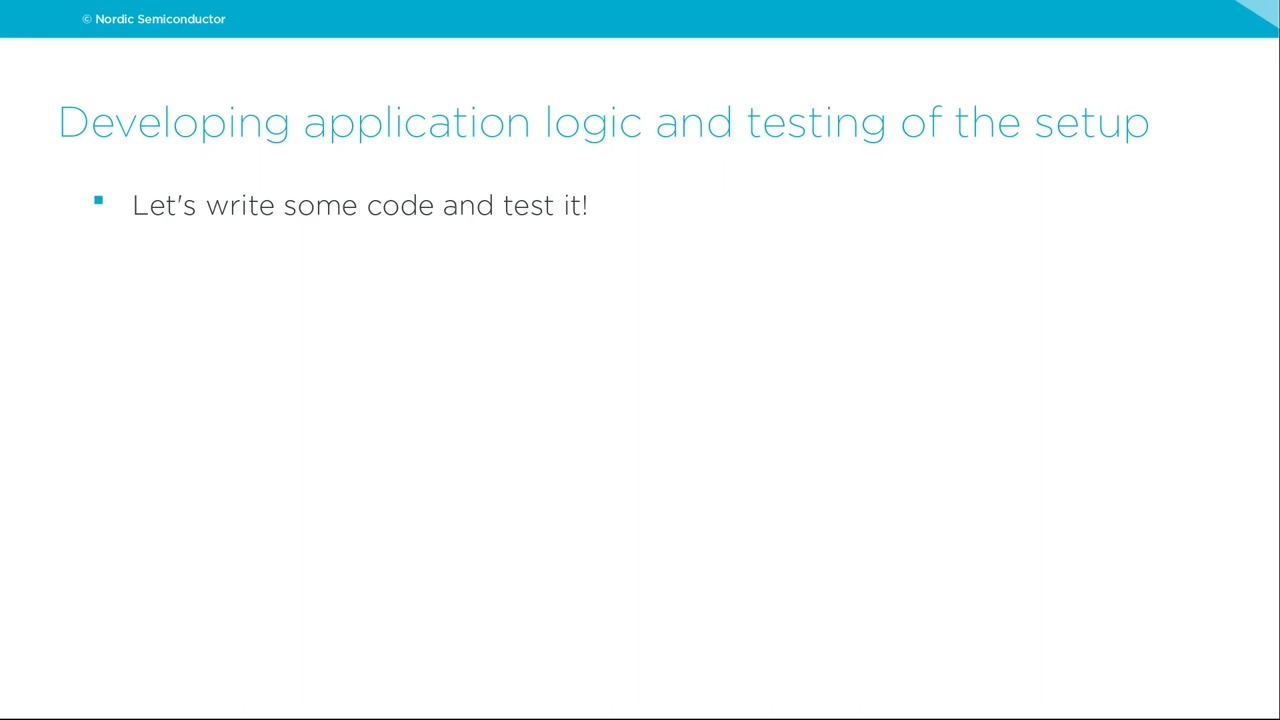 © Nordic Semiconductor
Developing application logic and testing of the setup
Let's write some code and test it!